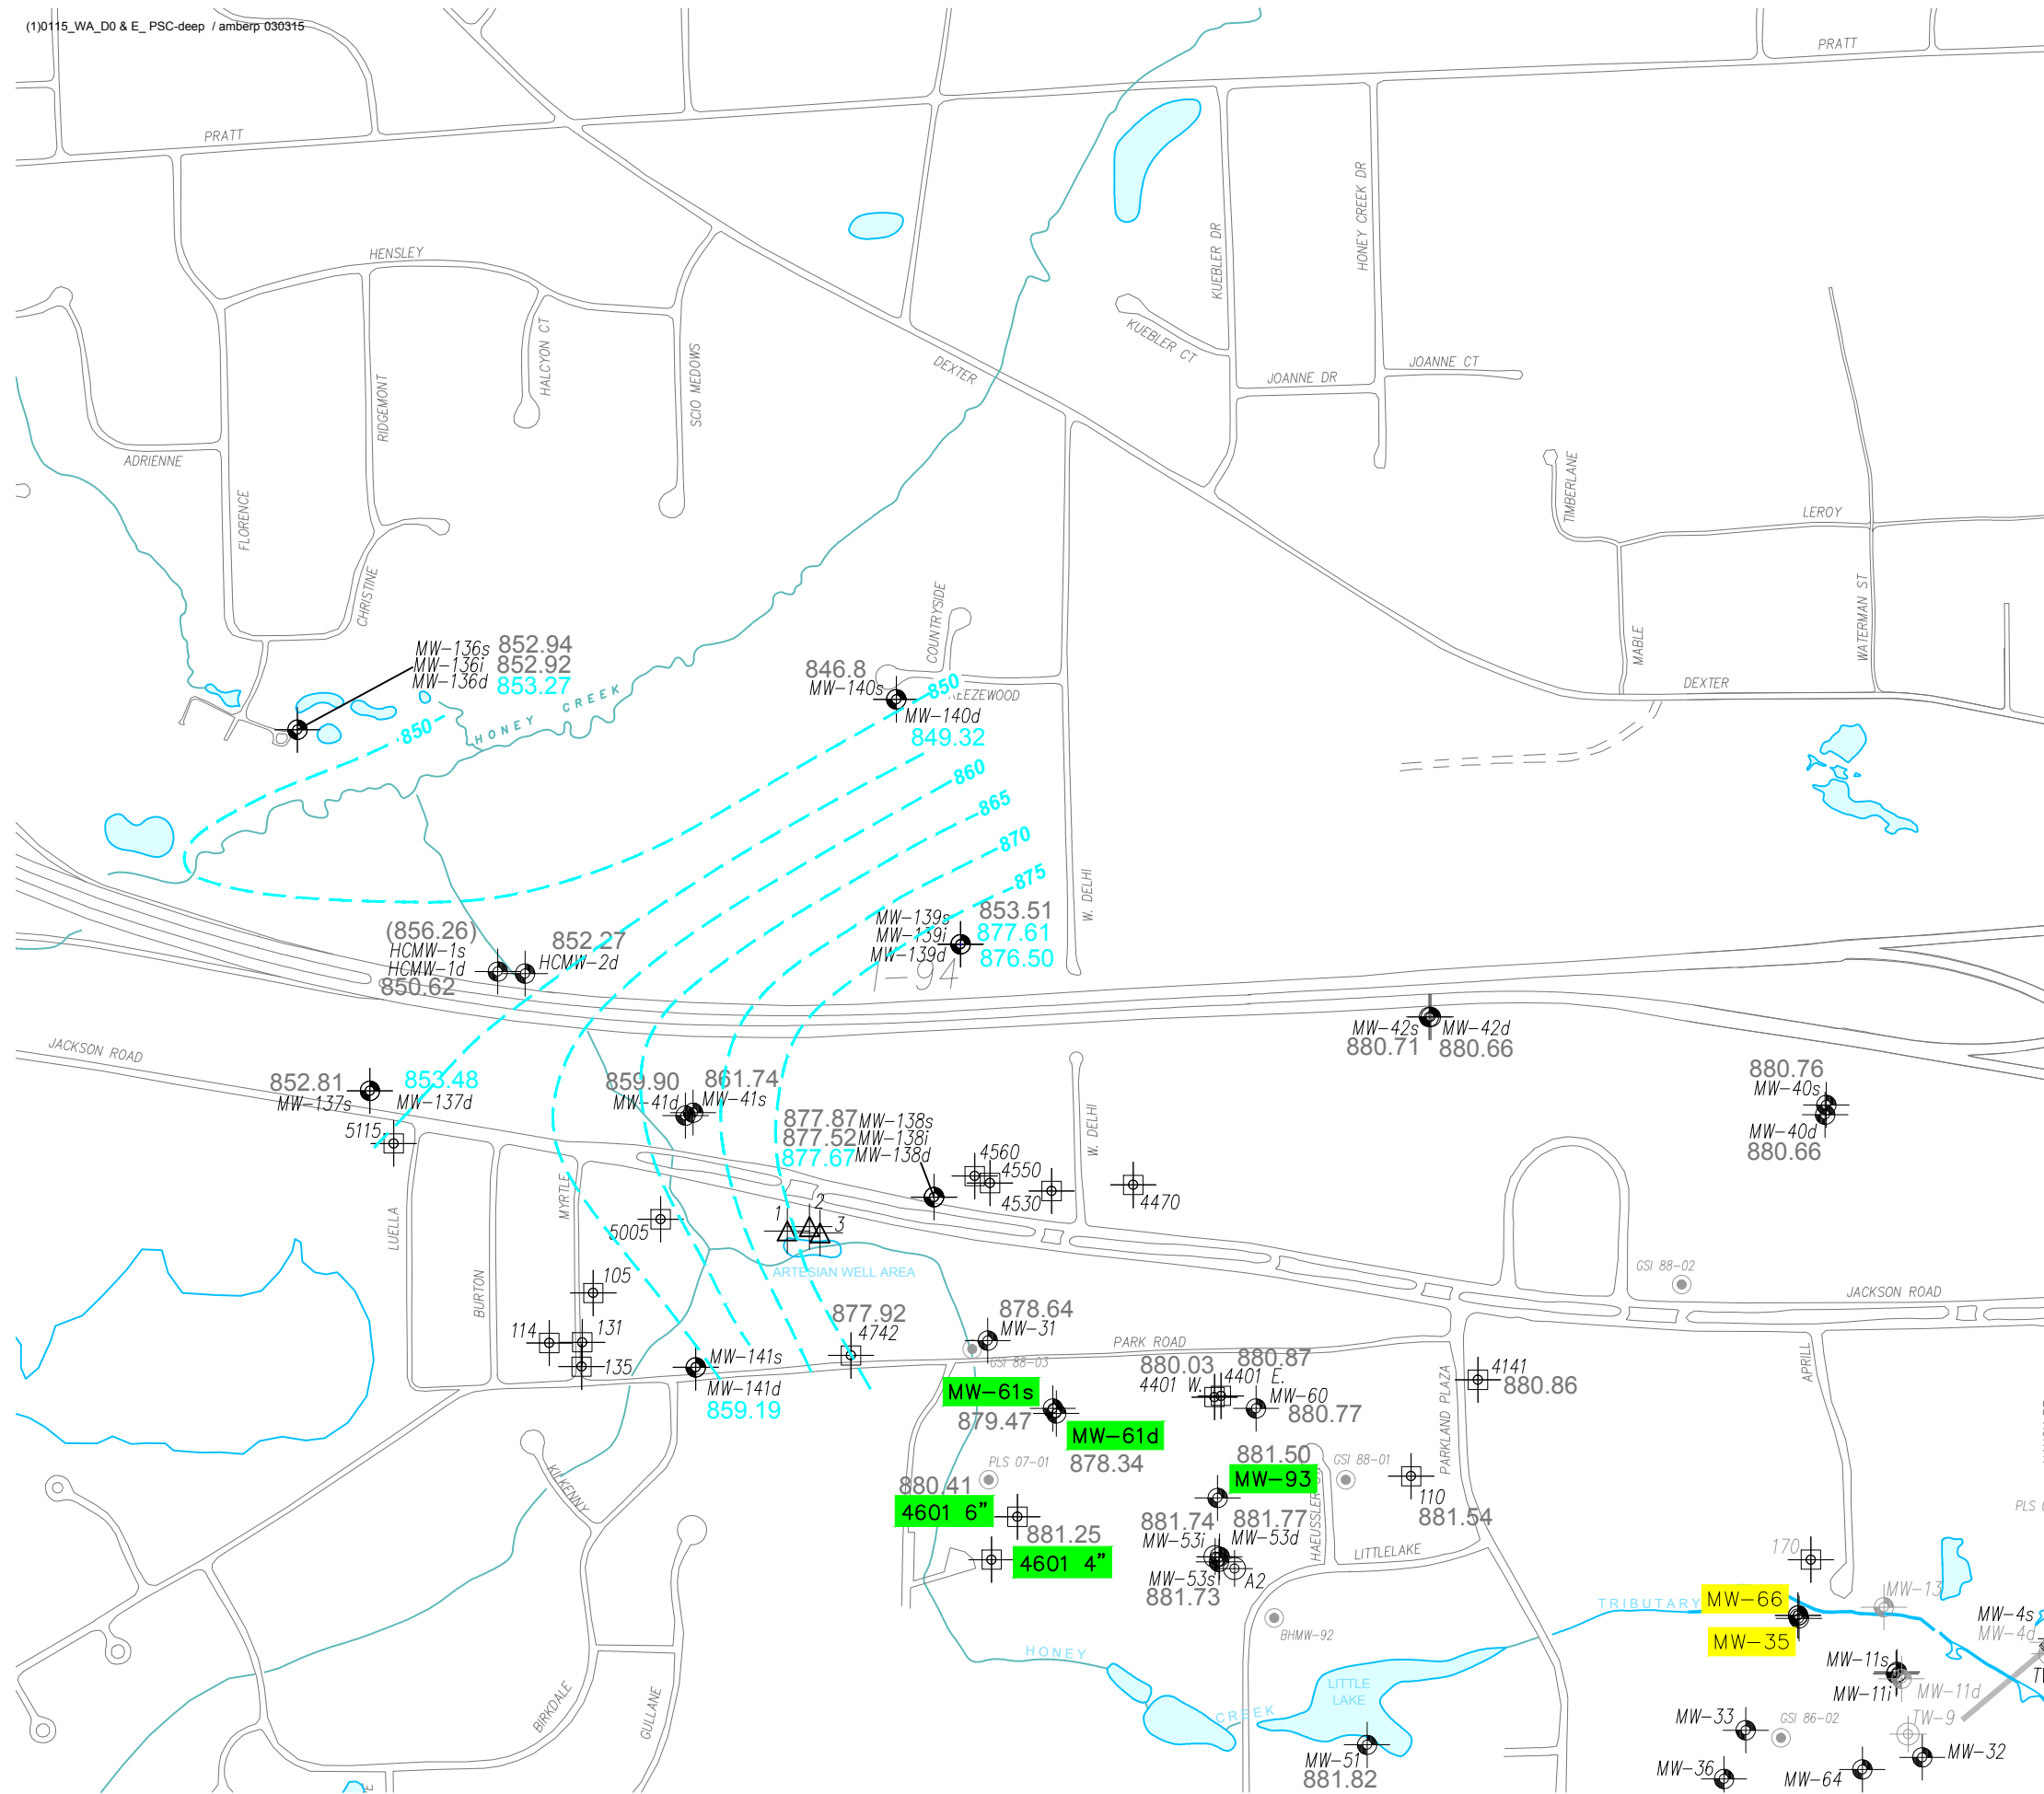 (1)0115_WA_D0 & E_ PSC-deep / amberp 030315
PRATT
PRATT
HENSLEY
HALCYON CT
RIDGEMONT
SCIO MEDOWS
ADRIENNE
FLORENCE
CHRISTINE
DEXTER
KUEBLER DR
HONEY CREEK DR
KUEBLER CT
JOANNE DR
JOANNE CT
TIMBERLANE
LEROY
MABLE
WATERMAN ST
DEXTER
COUNTRYSIDE
MW-136s 852.94
MW-136i 852.92
MW-136d 853.27
HONEY CREEK
846.8
MW-140s
MW-140d
849.32
850
850
860
865
870
875
W. DELHI
MW-139s 853.51
MW-139i 877.61
MW-139d 876.50
I-94
(856.26)
HCMW-1s
HCMW-1d
850.62
852.27
HCMW-2d
JACKSON ROAD
852.81
MW-137s
853.48
MW-137d
5115
859.90
MW-41d
861.74
MW-41s
877.87 MW-138s
877.52 MW-138i
877.67 MW-138d
4560
4550
4530
4470
W. DELHI
MW-42s
880.71
MW-42d
880.66
880.76
MW-40s
MW-40d
880.66
LUELLA
BURTON
MYRTLE
5005
1
2
3
ARTESIAN WELL AREA
105
114
131
135
877.92
4742
878.64
MW-31
GSI 88-03
PARK ROAD
GSI 88-02
JACKSON ROAD
MW-141s
MW-141d
859.19
MW-61s
879.47
MW-61d
878.34
880.03
4401 W.
880.87
4401 E.
MW-60
880.77
4141
880.86
PARKLAND PLAZA
APRILL
PLS 07-01
880.41
4601 6"
881.25
4601 4"
881.50
MW-93
GSI 88-01
110
881.54
881.74
MW-53i
881.77
MW-53d
MW-53s
881.73
A2
LITTLELAKE
BHMW-92
KILKENNY
BIRKDALE
GULLANE
HONEY
CREEK
LITTLE
LAKE
MW-51
881.82
TRIBUTARY
170
MW-66
MW-35
MW-13
MW-4s
MW-4d
MW-11s
MW-11i
MW-11d
TW-9
MW-33
GSI 86-02
MW-36
MW-64
MW-32
PLS